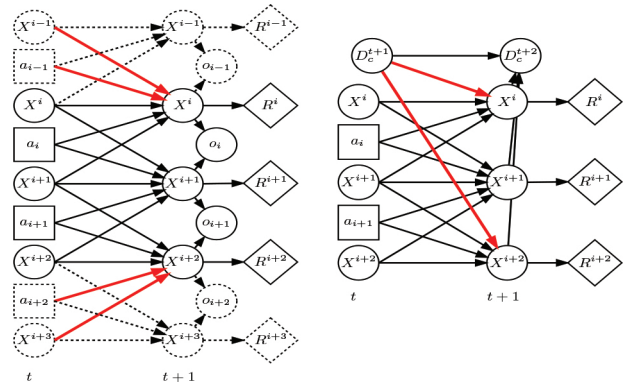 X^{i-1} X^{i-1} R^{i-1}
a_{i-1} o_{i-1}
X^i X^i R^i
a_i o_i
X^{i+1} X^{i+1} R^{i+1}
a_{i+1} o_{i+1}
X^{i+2} X^{i+2} R^{i+2}
a_{i+2} o_{i+2}
X^{i+3} X^{i+3} R^{i+3}
t t+1
D_c^{t+1} D_c^{t+2}
X^i X^i R^i
a_i
X^{i+1} X^{i+1} R^{i+1}
a_{i+1}
X^{i+2} X^{i+2} R^{i+2}
t t+1